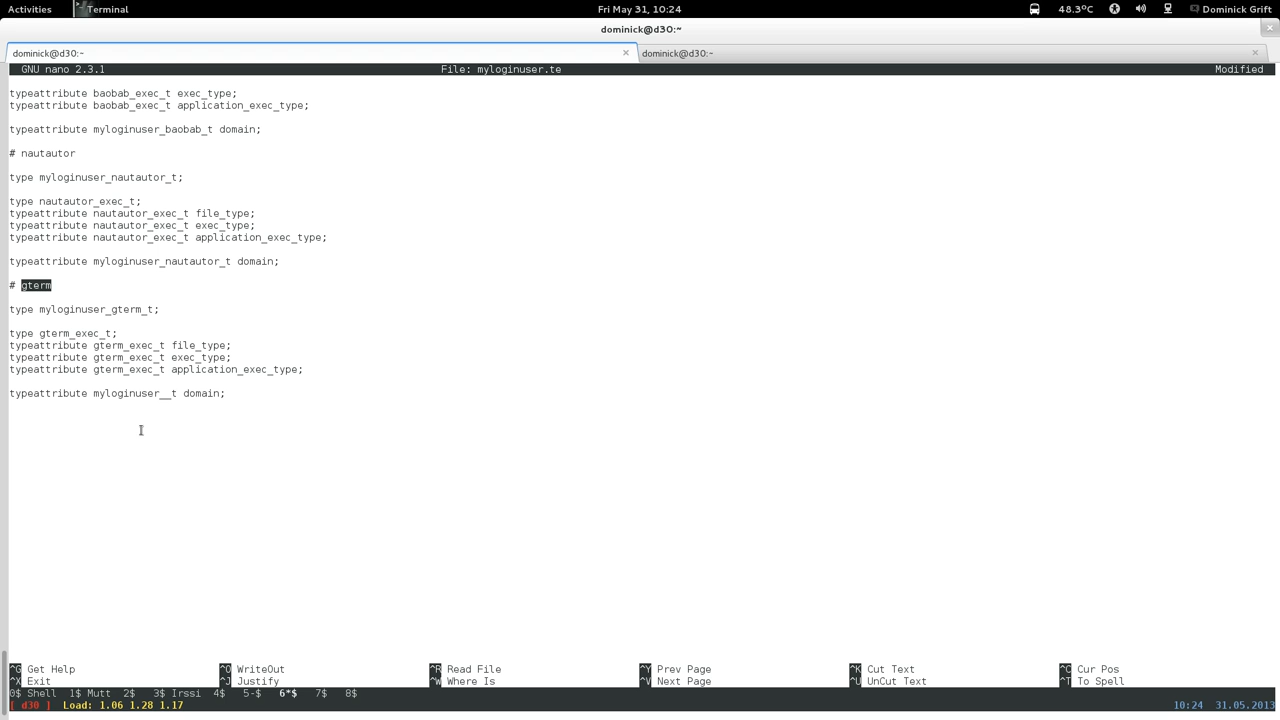 Activities Terminal Fri May 31, 10:24 48.3ºC Dominick Grift
dominick@d30:~
dominick@d30:~ dominick@d30:~
GNU nano 2.3.1 File: myloginuser.te Modified
typeattribute baobab_exec_t exec_type;
typeattribute baobab_exec_t application_exec_type;
typeattribute myloginuser_baobab_t domain;
# nautautor
type myloginuser_nautautor_t;
type nautautor_exec_t;
typeattribute nautautor_exec_t file_type;
typeattribute nautautor_exec_t exec_type;
typeattribute nautautor_exec_t application_exec_type;
typeattribute myloginuser_nautautor_t domain;
# gterm
type myloginuser_gterm_t;
type gterm_exec_t;
typeattribute gterm_exec_t file_type;
typeattribute gterm_exec_t exec_type;
typeattribute gterm_exec_t application_exec_type;
typeattribute myloginuser__t domain;
^G Get Help ^O WriteOut ^R Read File ^Y Prev Page ^K Cut Text ^C Cur Pos
^X Exit ^J Justify ^W Where Is ^V Next Page ^U UnCut Text ^T To Spell
0$ Shell 1$ Mutt 2$ 3$ Irssi 4$ 5-$ 6*$ 7$ 8$
[ d30 ] Load: 1.06 1.28 1.17 10:24 31.05.2013